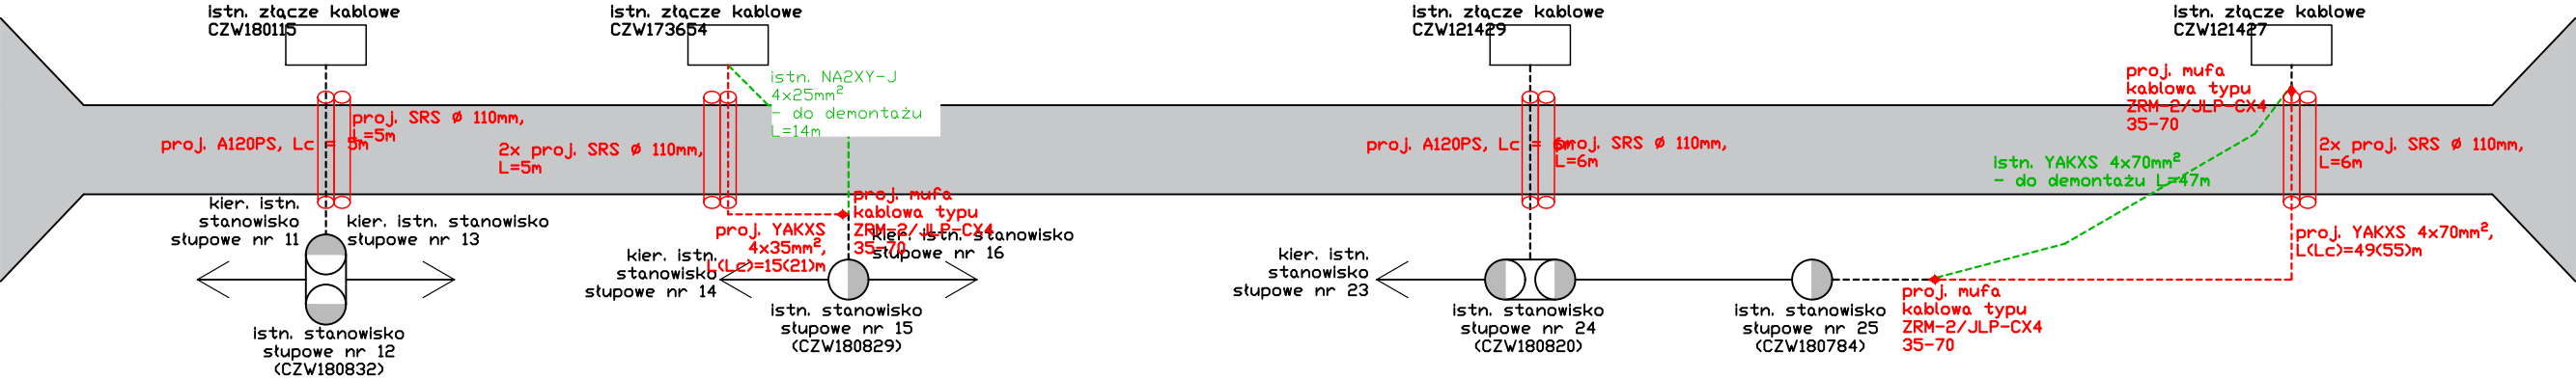 istn. złącze kablowe
CZW180115
istn. złącze kablowe
CZW173654
istn. złącze kablowe
CZW121429
istn. złącze kablowe
CZW121427
istn. NA2XY-J
4x25mm²
- do demontażu
L=14m
proj. mufa
kablowa typu
ZRM-2/JLP-CX4
35-70
proj. SRS Ø 110mm,
L=5m
proj. A120PS, Lc = 5m
2x proj. SRS Ø 110mm,
L=5m
proj. A120PS, Lc = 6m
proj. SRS Ø 110mm,
L=6m
2x proj. SRS Ø 110mm,
L=6m
istn. YAKXS 4x70mm²
- do demontażu L=47m
kier. istn.
stanowisko
słupowe nr 11
kier. istn. stanowisko
słupowe nr 13
proj. mufa
kablowa typu
ZRM-2/JLP-CX4
35-70
proj. YAKXS
4x35mm²,
L(Lc)=15(21)m
kier. istn.
stanowisko
słupowe nr 14
kier. istn. stanowisko
słupowe nr 16
kier. istn.
stanowisko
słupowe nr 23
proj. YAKXS 4x70mm²,
L(Lc)=49(55)m
istn. stanowisko
słupowe nr 12
(CZW180832)
istn. stanowisko
słupowe nr 15
(CZW180829)
istn. stanowisko
słupowe nr 24
(CZW180820)
istn. stanowisko
słupowe nr 25
(CZW180784)
proj. mufa
kablowa typu
ZRM-2/JLP-CX4
35-70